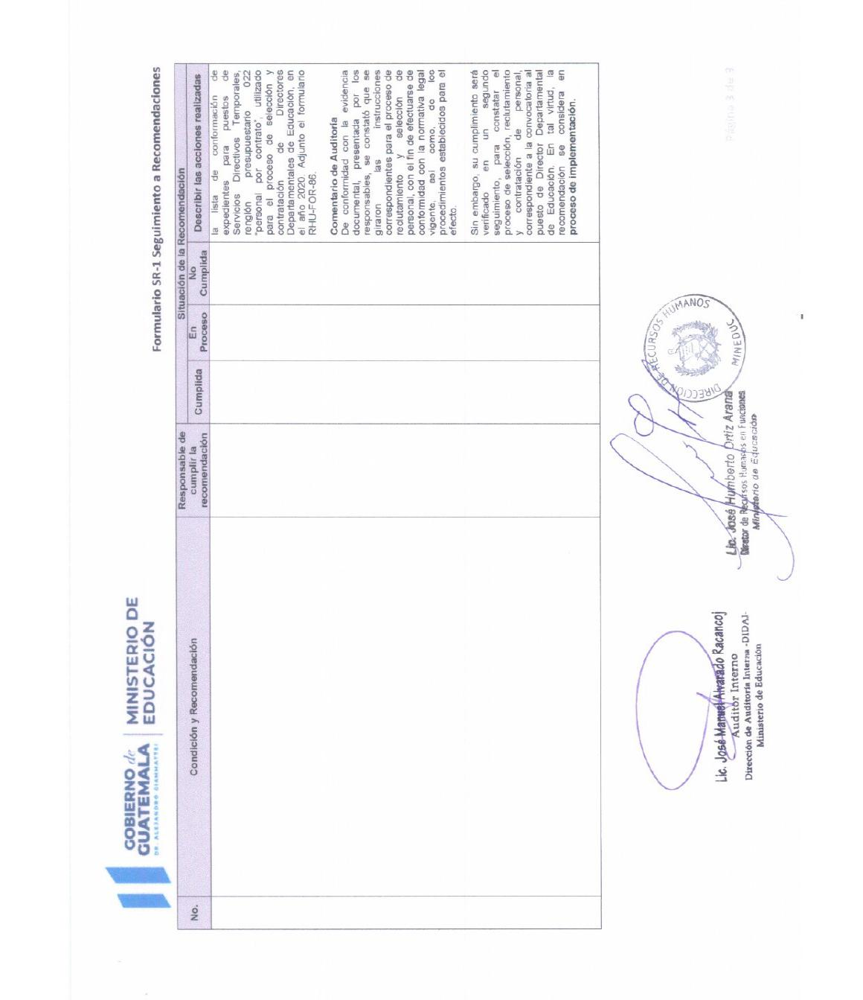 GOBIERNO de
GUATEMALA
DR. ALEJANDRO GIAMMATTEI
MINISTERIO DE
EDUCACIÓN
Formulario SR-1 Seguimiento a Recomendaciones
No.
Condición y Recomendación
Responsable de
cumplir la
recomendación
Situación de la Recomendación
Cumplida
En
Proceso
No
Cumplida
Describir las acciones realizadas
la lista de conformación de
expedientes para puestos de
Servicios Directivos Temporales,
renglón presupuestario 022
"personal por contrato", utilizado
para el proceso de selección y
contratación de Directores
Departamentales de Educación, en
el año 2020. Adjunto el formulario
RHU-FOR-86.
Comentario de Auditoría
De conformidad con la evidencia
documental, presentada por los
responsables, se constató que se
giraron las instrucciones
correspondientes para el proceso de
reclutamiento y selección de
personal, con el fin de efectuarse de
conformidad con la normativa legal
vigente, así como, de los
procedimientos establecidos para el
efecto.
Sin embargo, su cumplimiento será
verificado en un segundo
seguimiento, para constatar el
proceso de selección, reclutamiento
y contratación de personal,
correspondiente a la convocatoria al
puesto de Director Departamental
de Educación. En tal virtud, la
recomendación se considera en
proceso de implementación.
Lic. José Manuel Alvarado Racancoj
Auditor Interno
Dirección de Auditoría Interna -DIDAI-
Ministerio de Educación
Lic. José Humberto Ortiz Arana
Director de Recursos Humanos en Funciones
Ministerio de Educación
DIRECCION DE RECURSOS HUMANOS
MINEDUC
Página 3 de 3